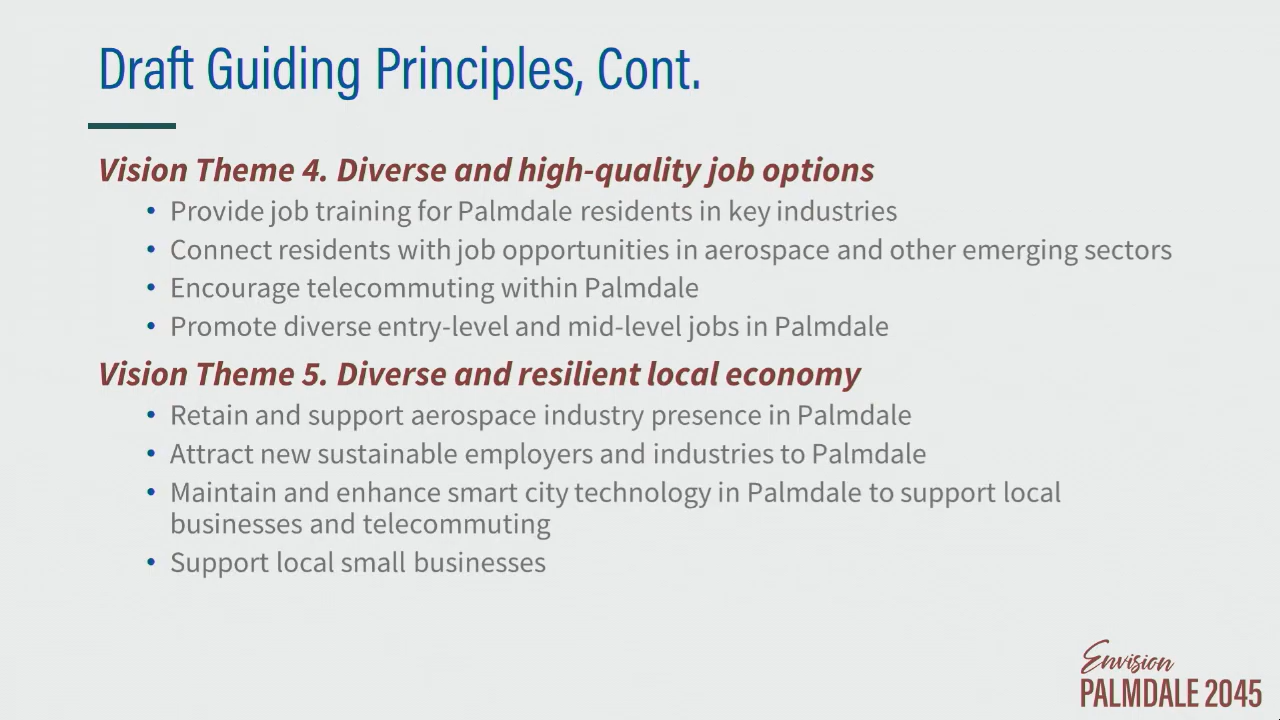 Draft Guiding Principles, Cont.
Vision Theme 4. Diverse and high-quality job options
• Provide job training for Palmdale residents in key industries
• Connect residents with job opportunities in aerospace and other emerging sectors
• Encourage telecommuting within Palmdale
• Promote diverse entry-level and mid-level jobs in Palmdale
Vision Theme 5. Diverse and resilient local economy
• Retain and support aerospace industry presence in Palmdale
• Attract new sustainable employers and industries to Palmdale
• Maintain and enhance smart city technology in Palmdale to support local
businesses and telecommuting
• Support local small businesses
Envision
PALMDALE 2045